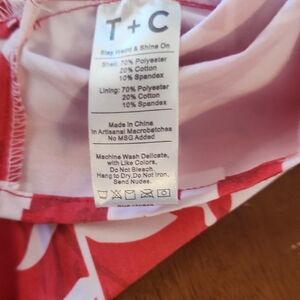 T + C
Stay Weird & Shine On
Shell: 70% Polyester
20% Cotton
10% Spandex
Lining: 70% Polyester
20% Cotton
10% Spandex
Made in China
in Artisanal Macrobatches
No MSG Added
Machine Wash Delicate,
with Like Colors,
Do Not Bleach.
Hang to Dry, Do Not Iron,
Send Nudes.